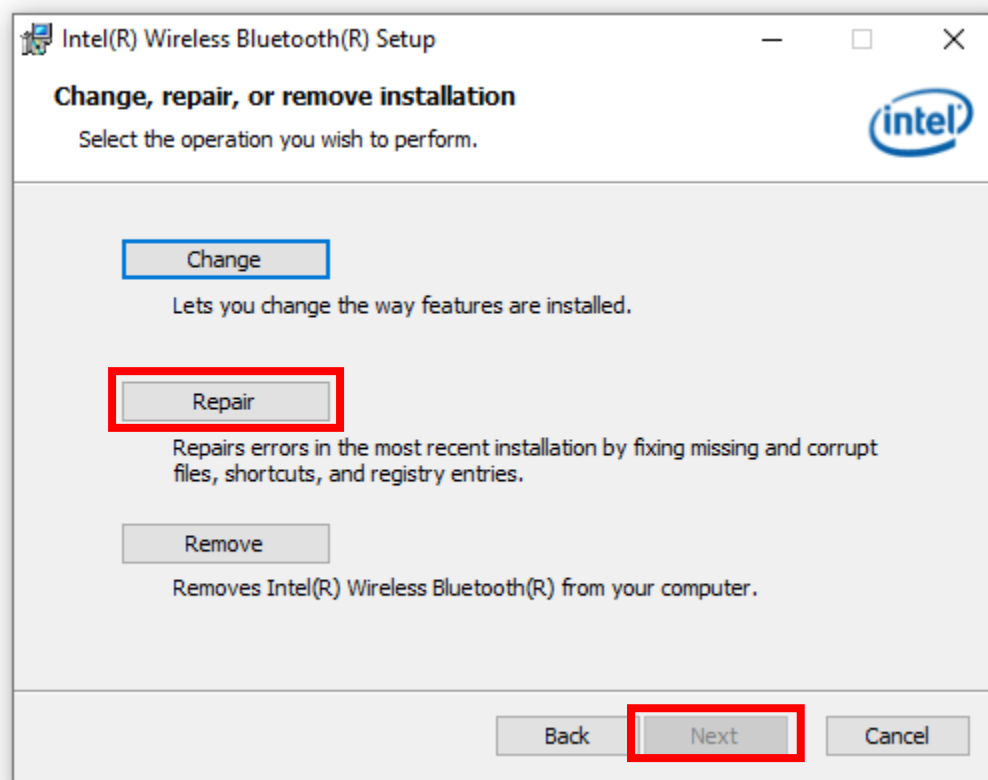 Intel(R) Wireless Bluetooth(R) Setup
Change, repair, or remove installation
Select the operation you wish to perform.
intel
Change
Lets you change the way features are installed.
Repair
Repairs errors in the most recent installation by fixing missing and corrupt
files, shortcuts, and registry entries.
Remove
Removes Intel(R) Wireless Bluetooth(R) from your computer.
Back Next Cancel